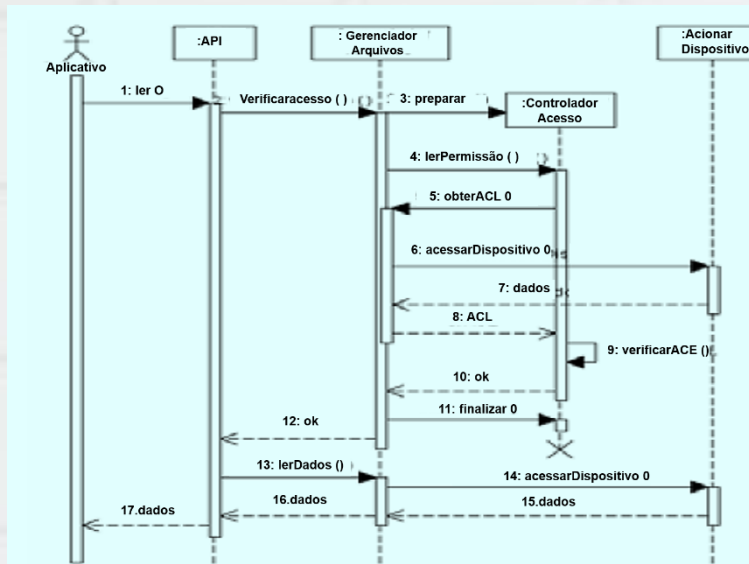 :API
: Gerenciador
Arquivos
:Acionar
Dispositivo
Aplicativo
1: ler O
Verificaracesso ( )
3: preparar
:Controlador
Acesso
4: lerPermissão ( )
5: obterACL 0
6: acessarDispositivo 0
7: dados
8: ACL
9: verificarACE ()
10: ok
11: finalizar 0
12: ok
13: lerDados ()
14: acessarDispositivo 0
15.dados
16.dados
17.dados